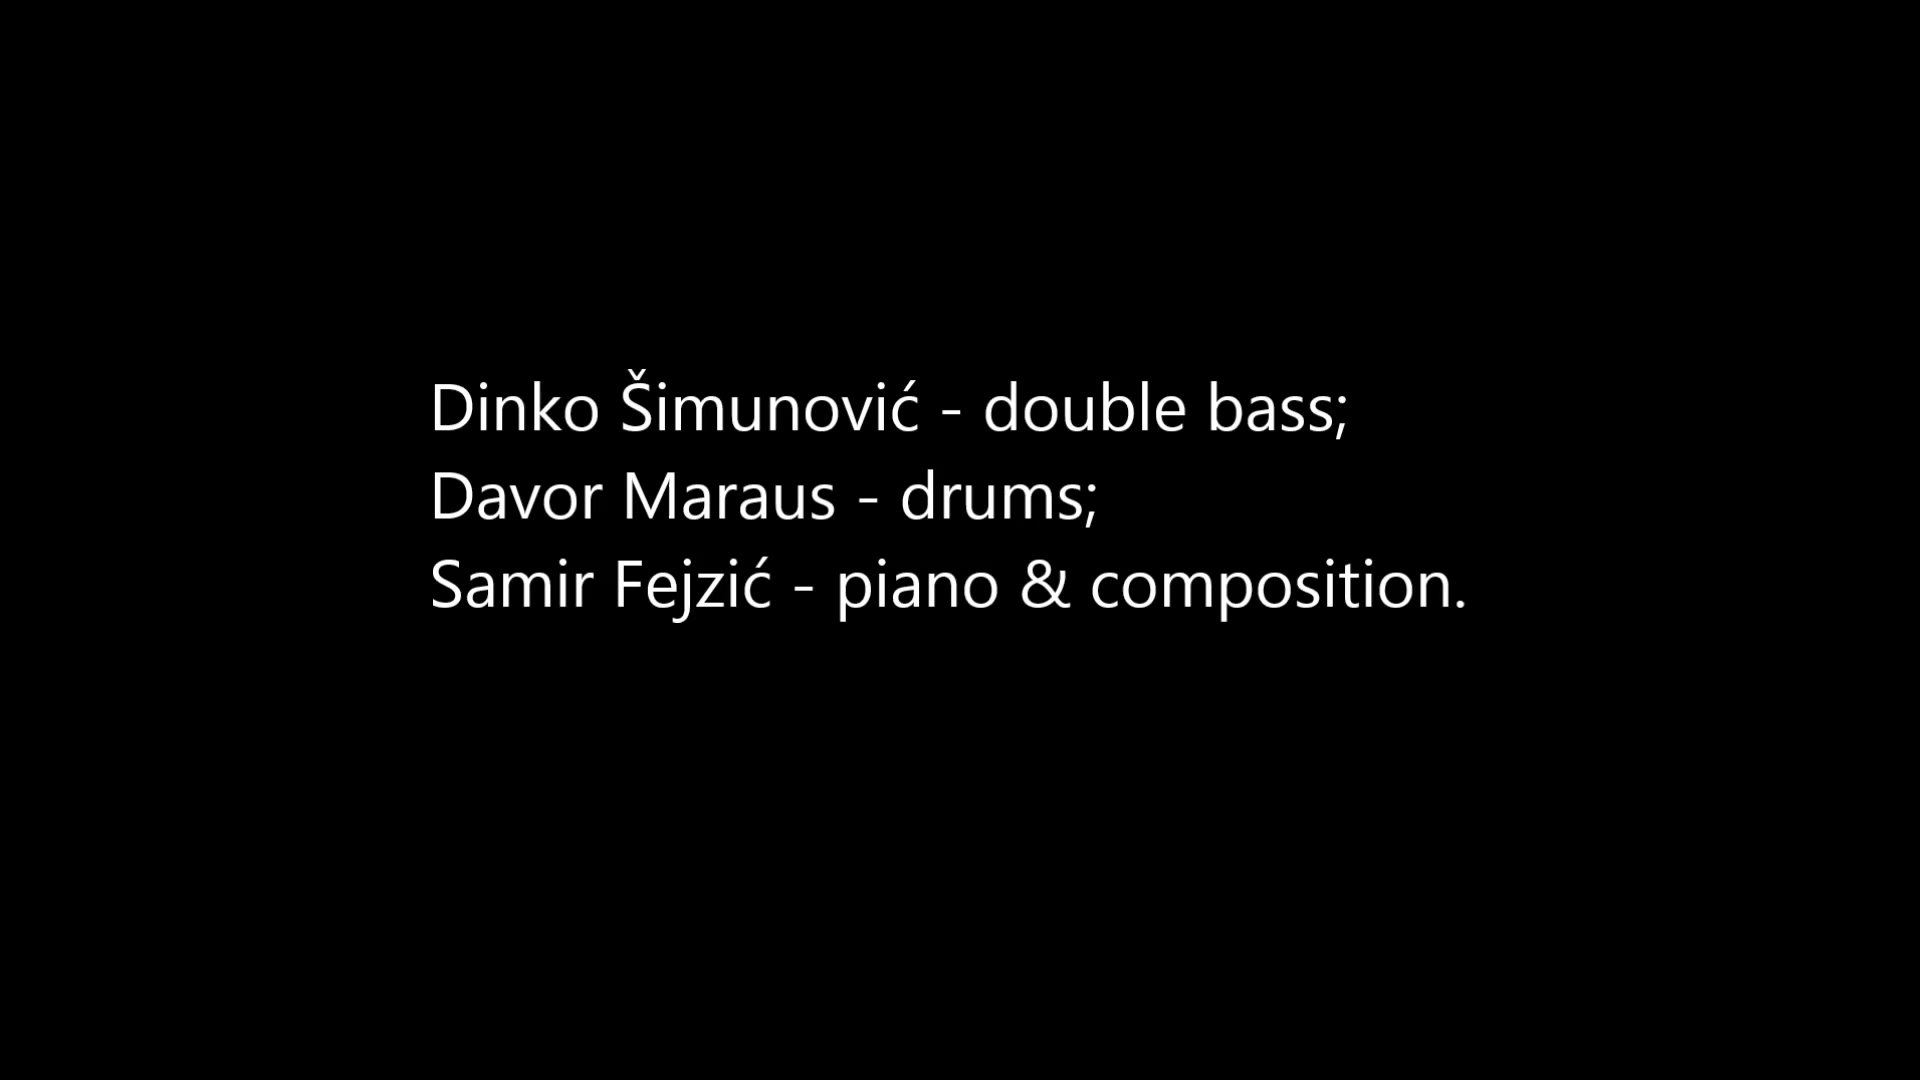 Dinko Šimunović - double bass;
Davor Maraus - drums;
Samir Fejzić - piano & composition.